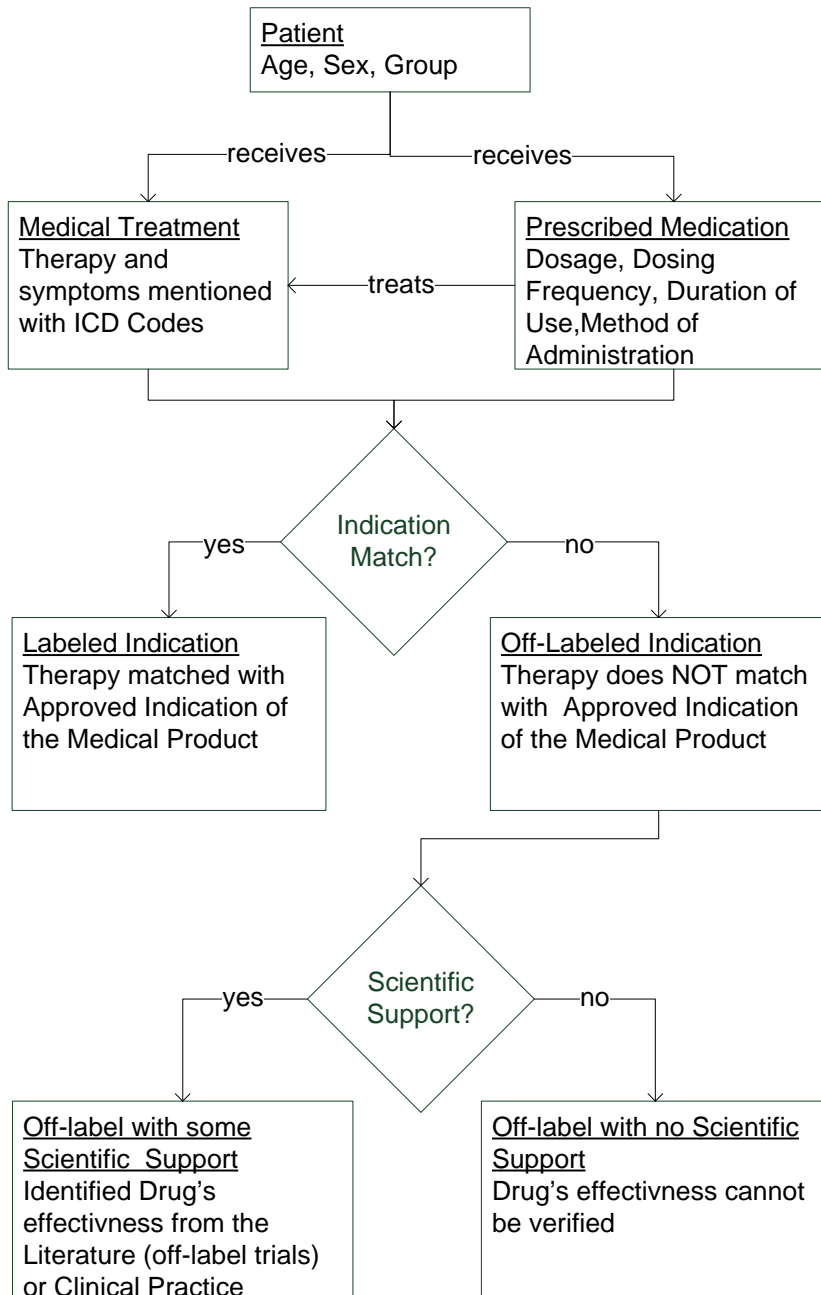 Patient
Age, Sex, Group
receives
receives
Medical Treatment
Therapy and
symptoms mentioned
with ICD Codes
treats
Prescribed Medication
Dosage, Dosing
Frequency, Duration of
Use,Method of
Administration
Indication
Match?
yes
no
Labeled Indication
Therapy matched with
Approved Indication of
the Medical Product
Off-Labeled Indication
Therapy does NOT match
with  Approved Indication
of the Medical Product
Scientific
Support?
yes
no
Off-label with some
Scientific  Support
Identified Drug's
effectivness from the
Literature (off-label trials)
or Clinical Practice
Off-label with no Scientific
Support
Drug's effectivness cannot
be verified